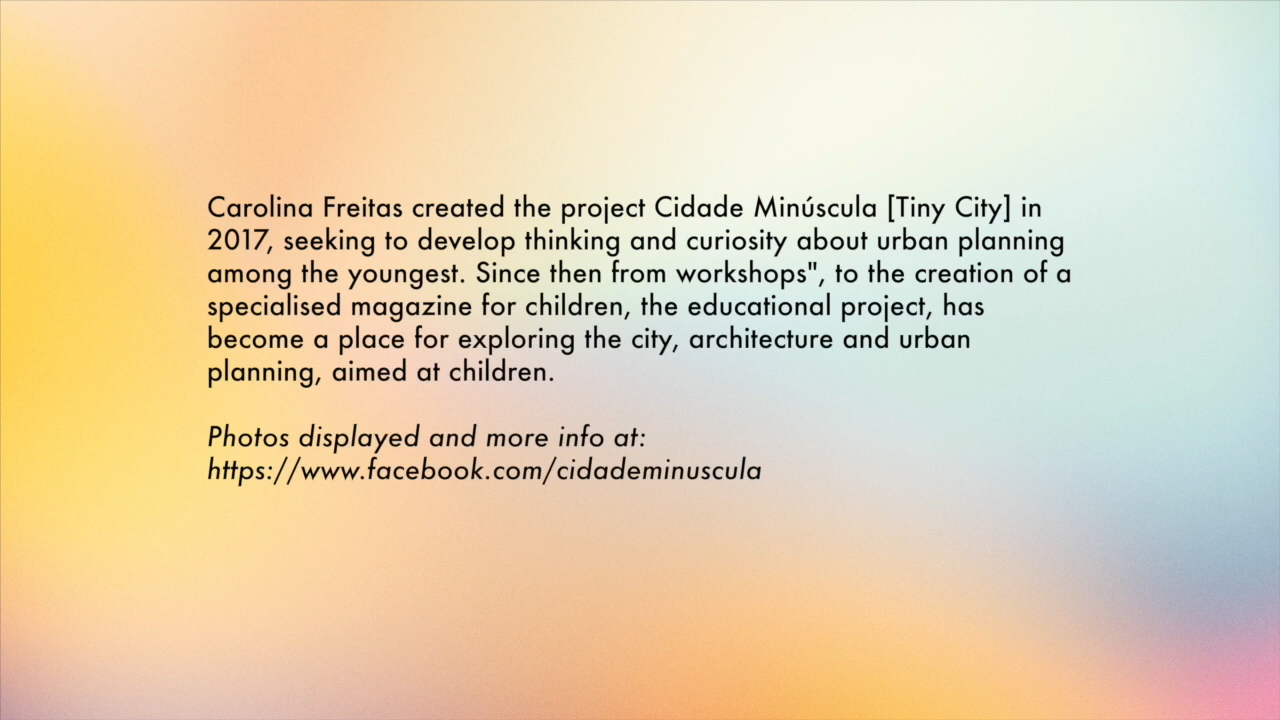 Carolina Freitas created the project Cidade Minúscula [Tiny City] in
2017, seeking to develop thinking and curiosity about urban planning
among the youngest. Since then from workshops", to the creation of a
specialised magazine for children, the educational project, has
become a place for exploring the city, architecture and urban
planning, aimed at children.
Photos displayed and more info at:
https://www.facebook.com/cidademinuscula